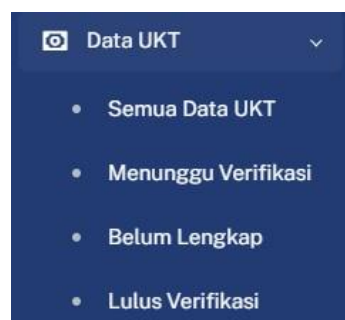 Data UKT
Semua Data UKT
Menunggu Verifikasi
Belum Lengkap
Lulus Verifikasi